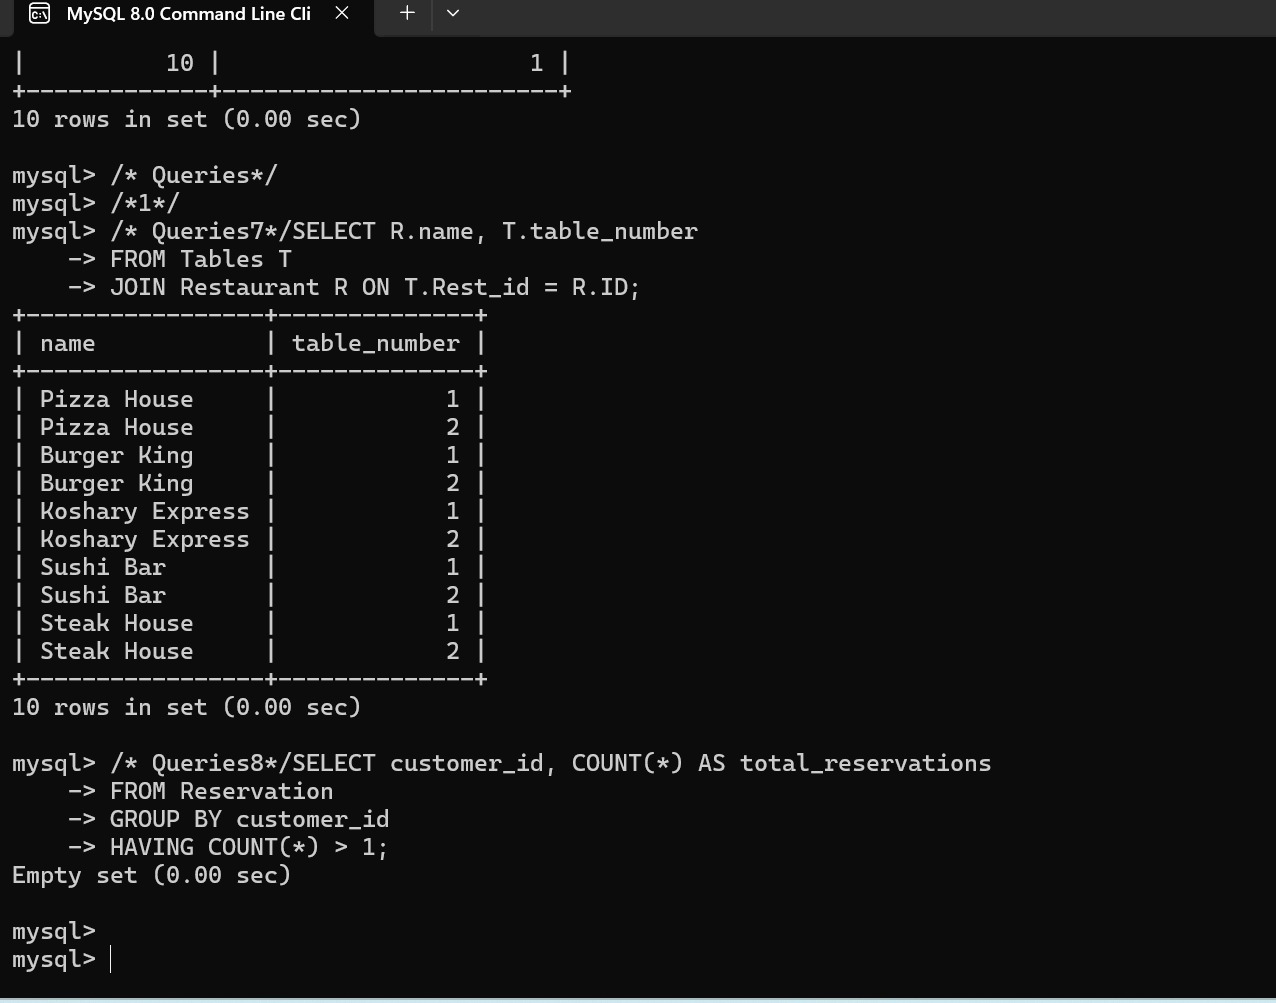 MySQL 8.0 Command Line Cli
|          10 |                      1 |
+-------------+------------------------+
10 rows in set (0.00 sec)
mysql> /* Queries*/
mysql> /*1*/
mysql> /* Queries7*/SELECT R.name, T.table_number
    -> FROM Tables T
    -> JOIN Restaurant R ON T.Rest_id = R.ID;
+-----------------+--------------+
| name            | table_number |
+-----------------+--------------+
| Pizza House     |            1 |
| Pizza House     |            2 |
| Burger King     |            1 |
| Burger King     |            2 |
| Koshary Express |            1 |
| Koshary Express |            2 |
| Sushi Bar       |            1 |
| Sushi Bar       |            2 |
| Steak House     |            1 |
| Steak House     |            2 |
+-----------------+--------------+
10 rows in set (0.00 sec)
mysql> /* Queries8*/SELECT customer_id, COUNT(*) AS total_reservations
    -> FROM Reservation
    -> GROUP BY customer_id
    -> HAVING COUNT(*) > 1;
Empty set (0.00 sec)
mysql>
mysql>